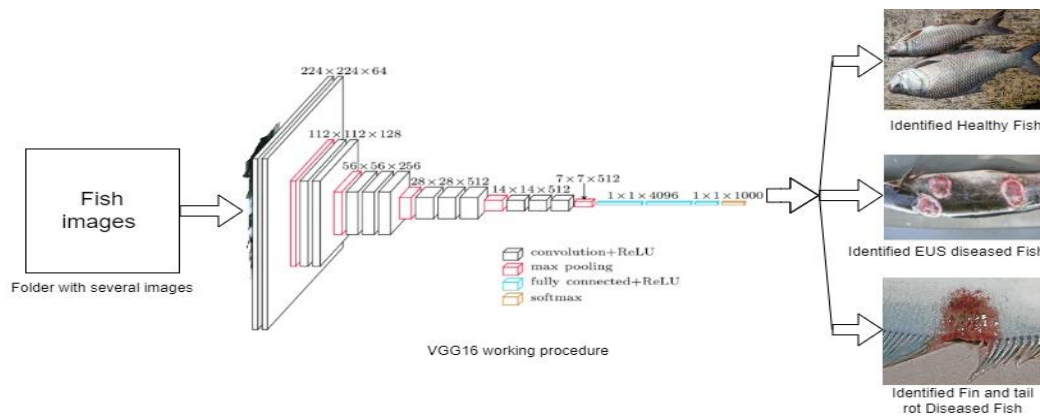 Fish
images
Folder with several images
224×224×64
112×112×128
56×56×256
28×28×512
14×14×512
7×7×512
1×1×4096
1×1×1000
convolution+ReLU
max pooling
fully connected+ReLU
softmax
VGG16 working procedure
Identified Healthy Fish
Identified EUS diseased Fish
Identified Fin and tail
rot Diseased Fish